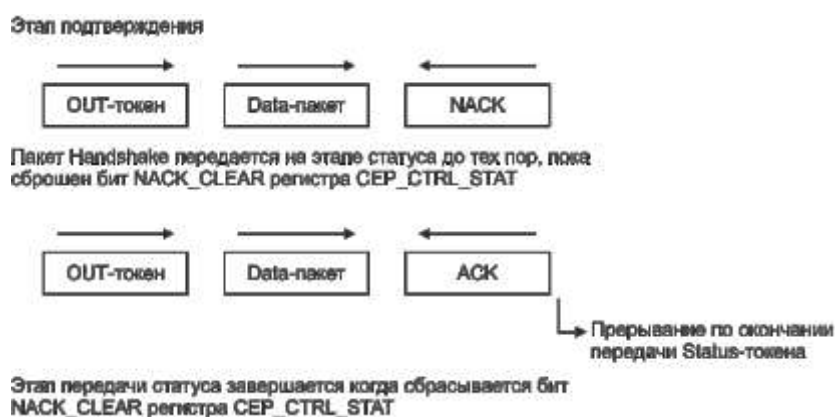 Этап подтверждения
OUT-токен Data-пакет NACK
Пакет Handshake передается на этапе статуса до тех пор, пока
сброшен бит NACK_CLEAR регистра CEP_CTRL_STAT
OUT-токен Data-пакет ACK
Прерывание по окончании
передачи Status-токена
Этап передачи статуса завершается когда сбрасывается бит
NACK_CLEAR регистра CEP_CTRL_STAT